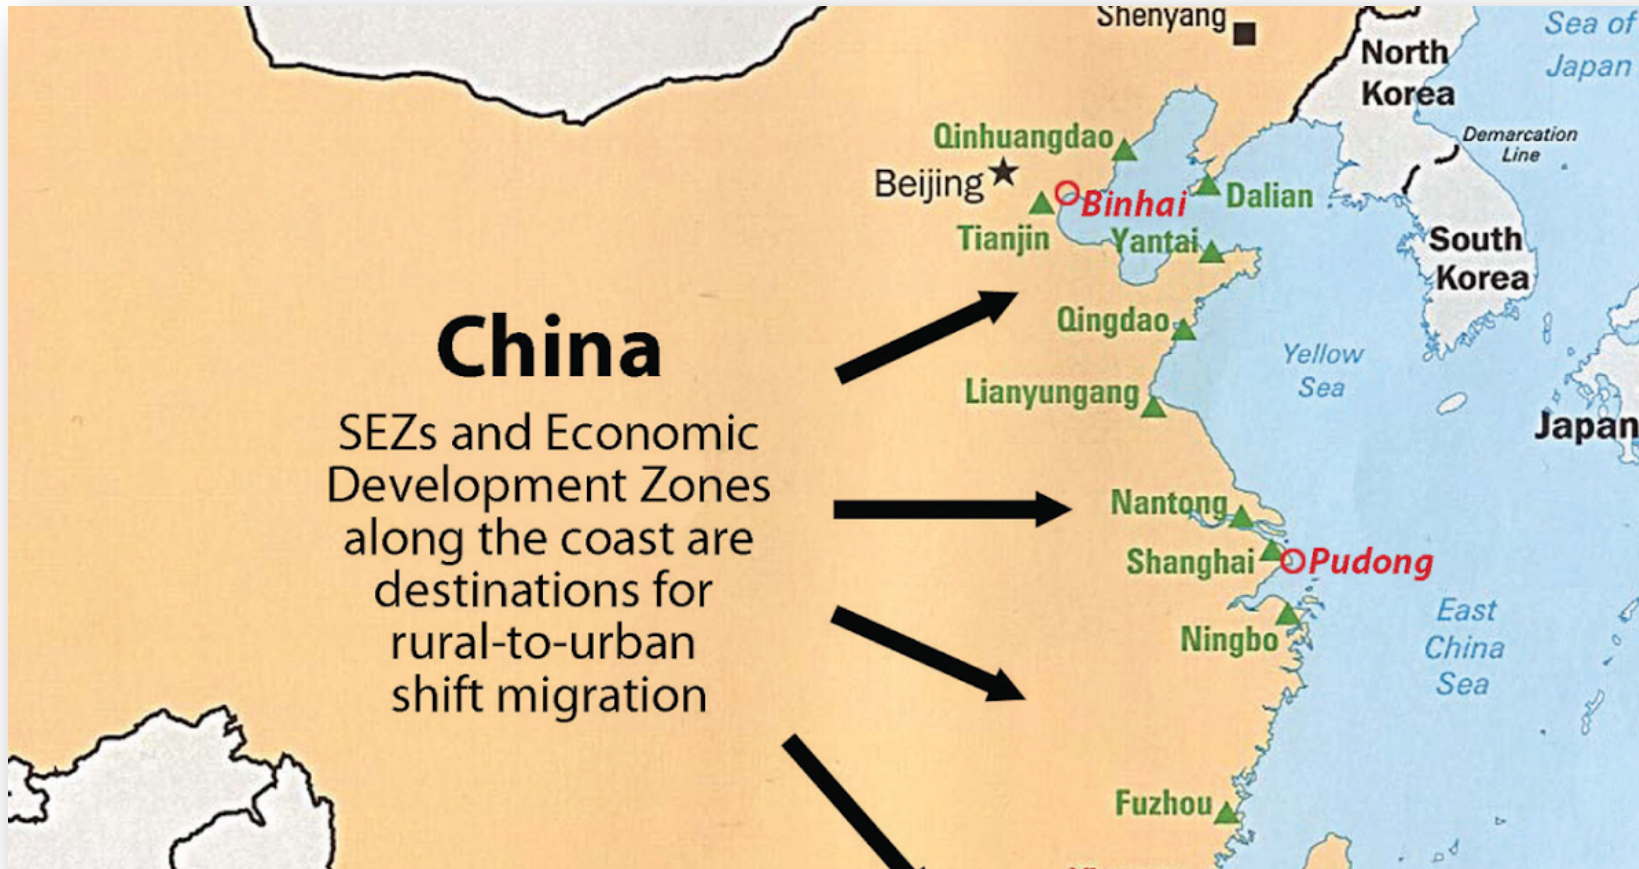 Shenyang
Sea of
Japan
North
Korea
Demarcation
Line
Qinhuangdao
Beijing
Binhai
Dalian
Tianjin
Yantai
South
Korea
China
Qingdao
Yellow
Sea
Lianyungang
Japan
SEZs and Economic
Development Zones
along the coast are
destinations for
rural-to-urban
shift migration
Nantong
Shanghai
Pudong
Ningbo
East
China
Sea
Fuzhou